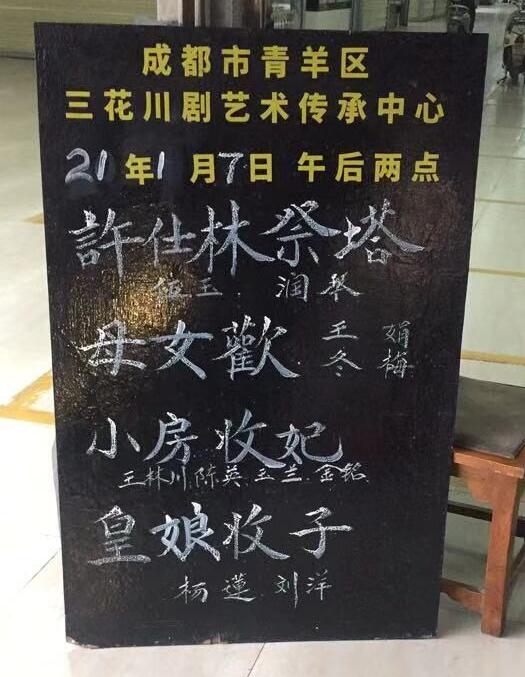 成都市青羊区
三花川剧艺术传承中心
21年1月7日 午后两点
許仕林祭塔
伍玉.润琴
母女歡 王娟
冬梅
小房收妃
王林川.陈英.玉兰.金铭
皇娘收子
杨莲.刘洋